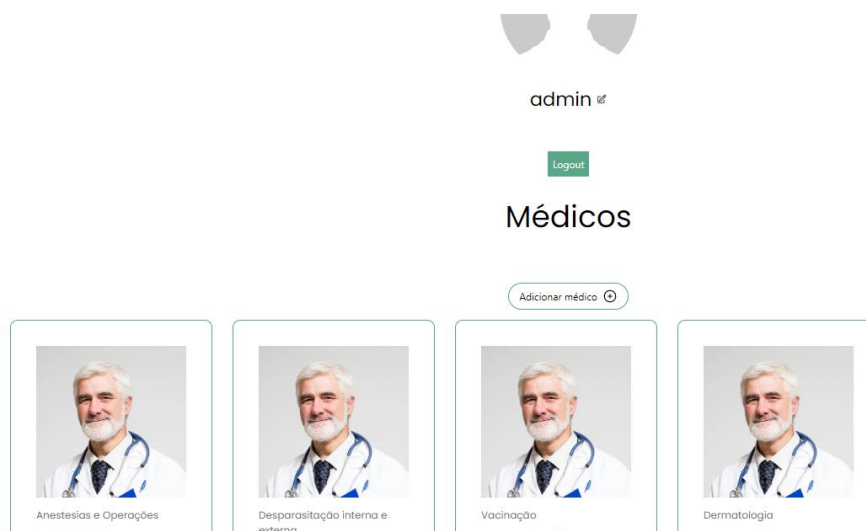 admin
Logout
Médicos
Adicionar médico
Anestesias e Operações
Desparasitação interna e
externa
Vacinação
Dermatologia